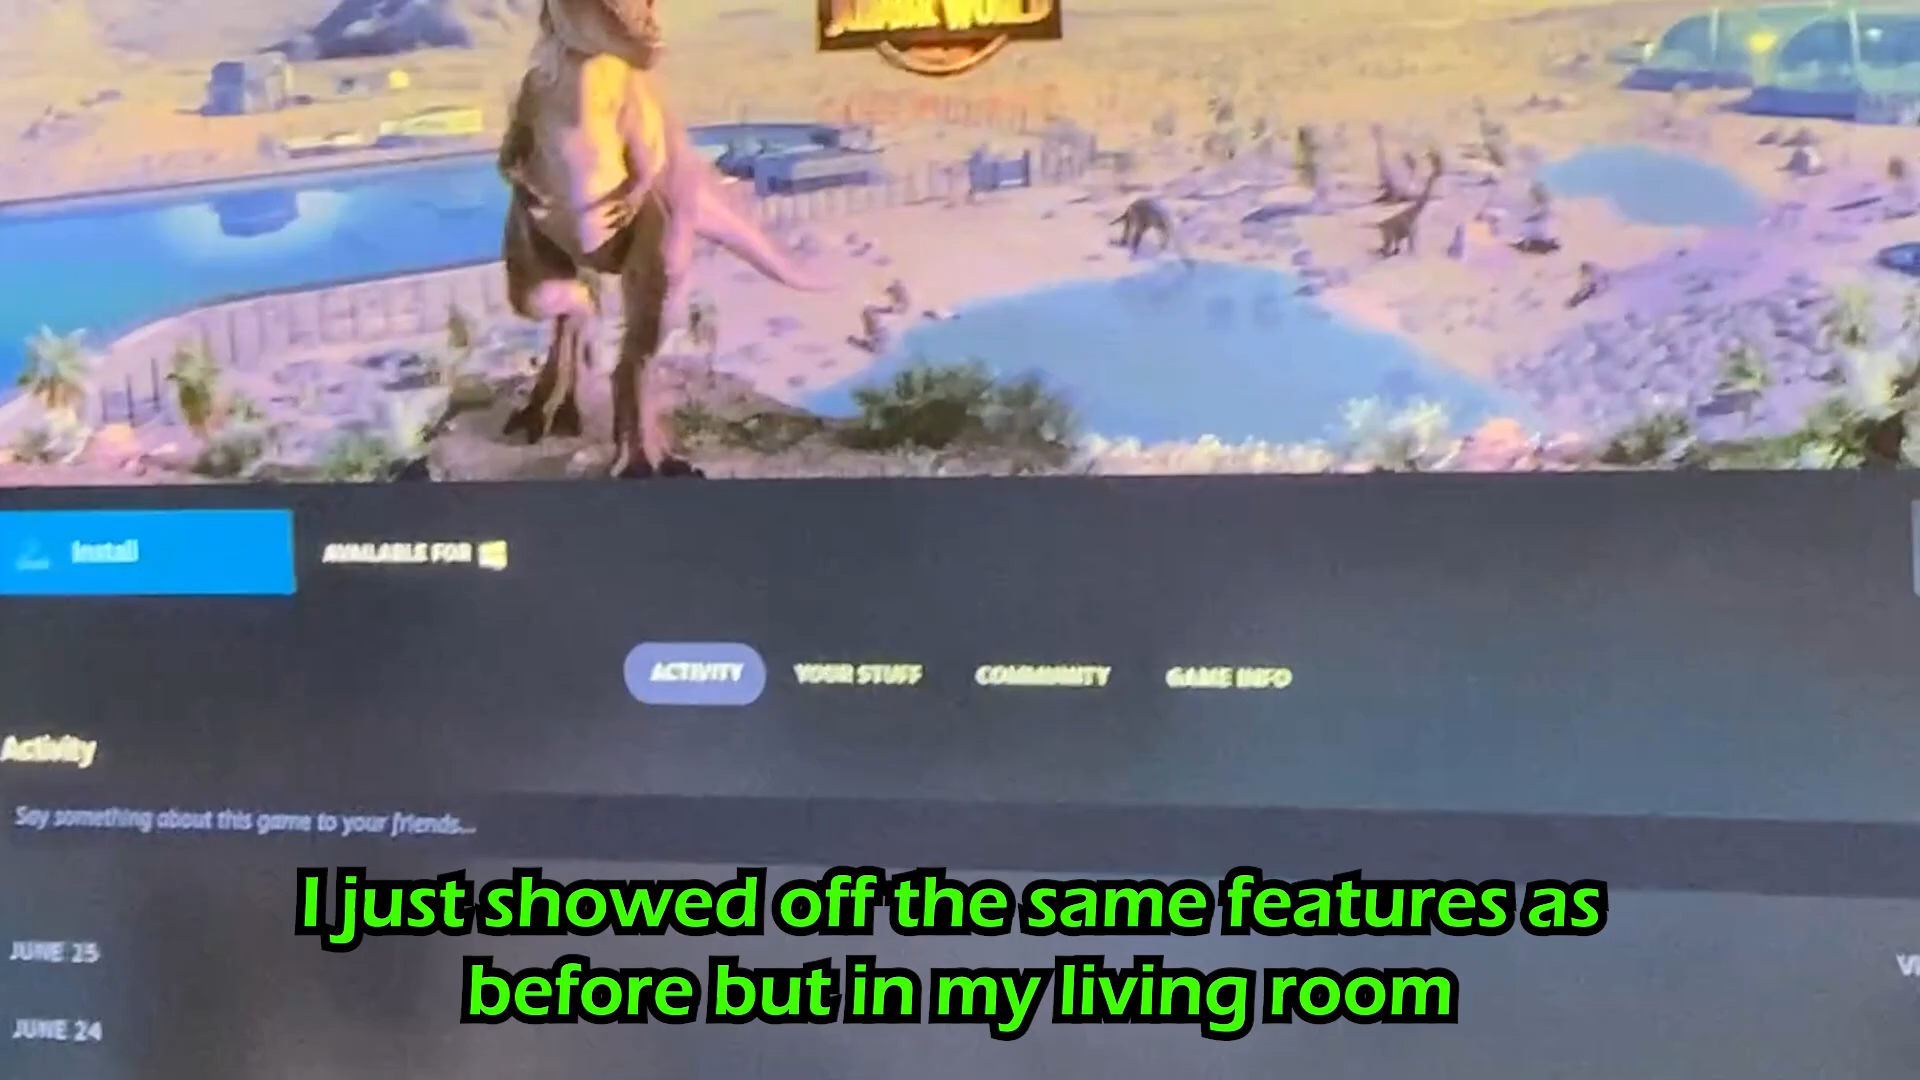 WORLD
Install
AVAILABLE FOR
ACTIVITY
YOUR STUFF
COMMUNITY
GAME INFO
Activity
Say something about this game to your friends...
I just showed off the same features as
before but in my living room
JUNE 25
JUNE 24